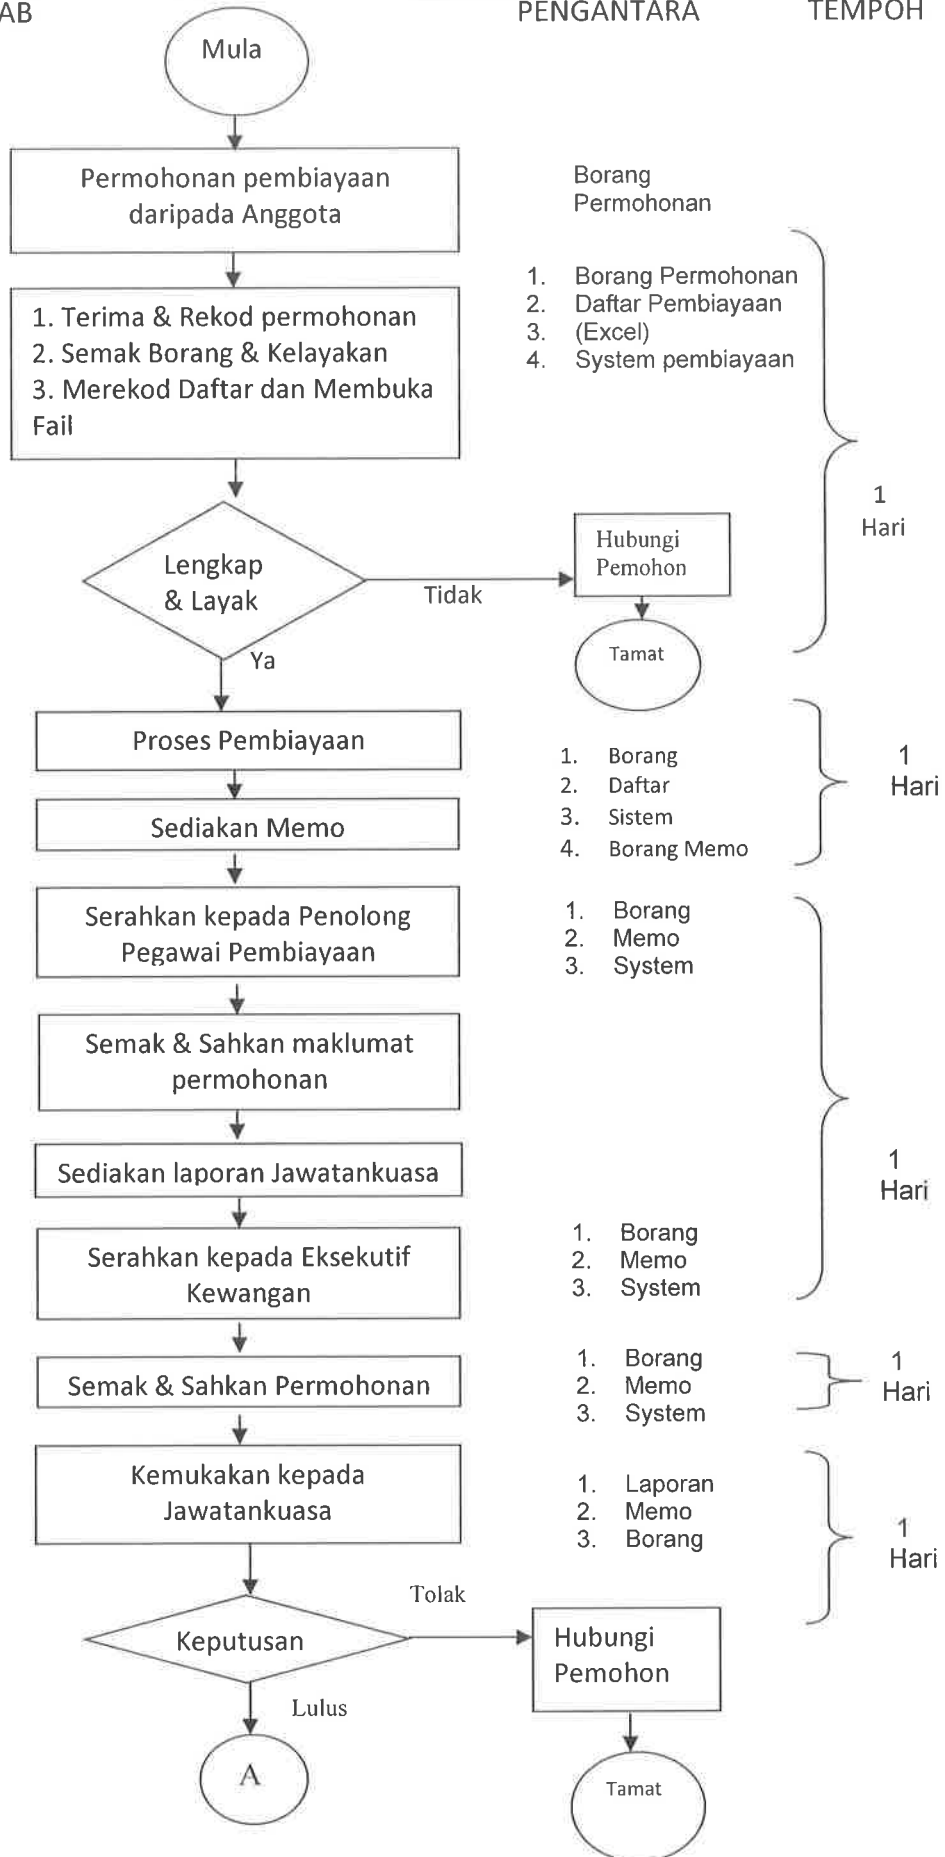 AB PENGANTARA TEMPOH
Mula
Permohonan pembiayaan
daripada Anggota
Borang
Permohonan
1. Terima & Rekod permohonan
2. Semak Borang & Kelayakan
3. Merekod Daftar dan Membuka
Fail
1. Borang Permohonan
2. Daftar Pembiayaan
3. (Excel)
4. System pembiayaan
1
Hari
Lengkap
& Layak
Tidak
Hubungi
Pemohon
Tamat
Ya
Proses Pembiayaan
Sediakan Memo
1. Borang
2. Daftar
3. Sistem
4. Borang Memo
1
Hari
Serahkan kepada Penolong
Pegawai Pembiayaan
1. Borang
2. Memo
3. System
Semak & Sahkan maklumat
permohonan
Sediakan laporan Jawatankuasa
1
Hari
Serahkan kepada Eksekutif
Kewangan
1. Borang
2. Memo
3. System
Semak & Sahkan Permohonan
1. Borang
2. Memo
3. System
1
Hari
Kemukakan kepada
Jawatankuasa
1. Laporan
2. Memo
3. Borang
1
Hari
Keputusan
Tolak
Hubungi
Pemohon
Lulus
A
Tamat